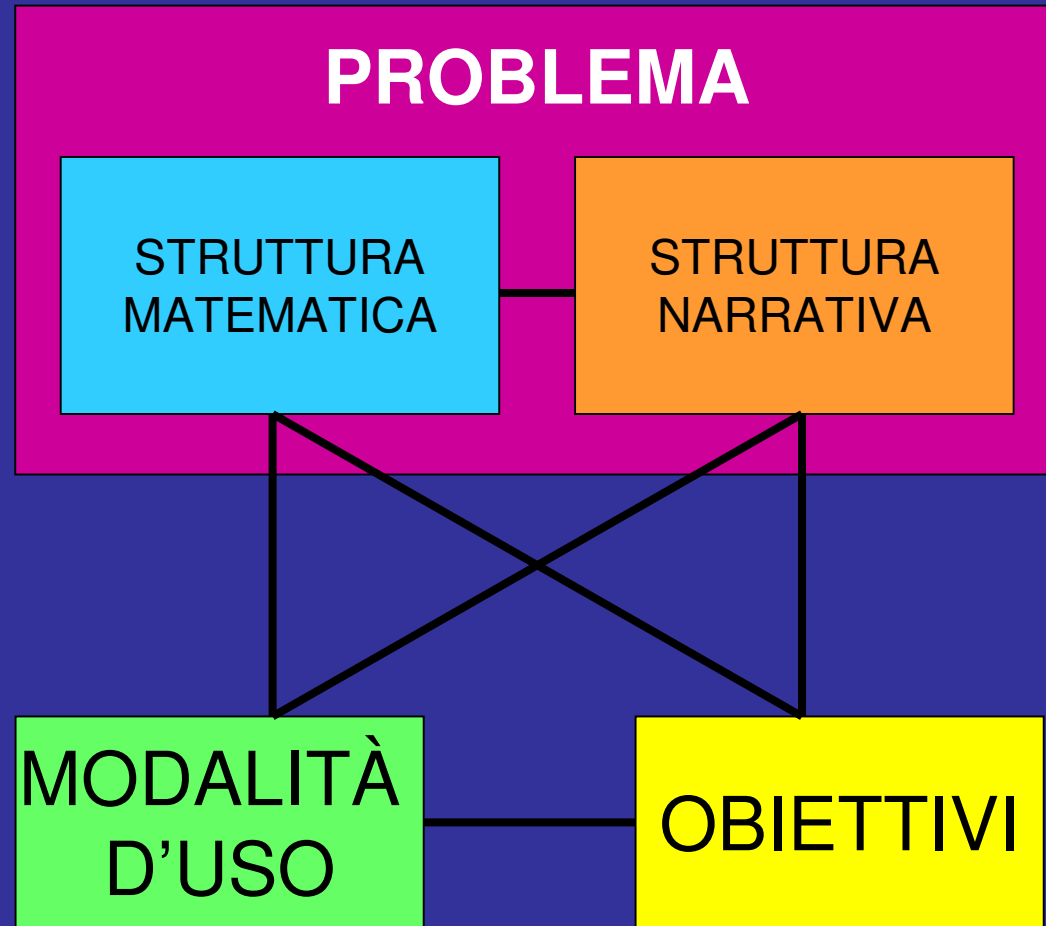 PROBLEMA
STRUTTURA
MATEMATICA
STRUTTURA
NARRATIVA
MODALITÀ
D’USO
OBIETTIVI